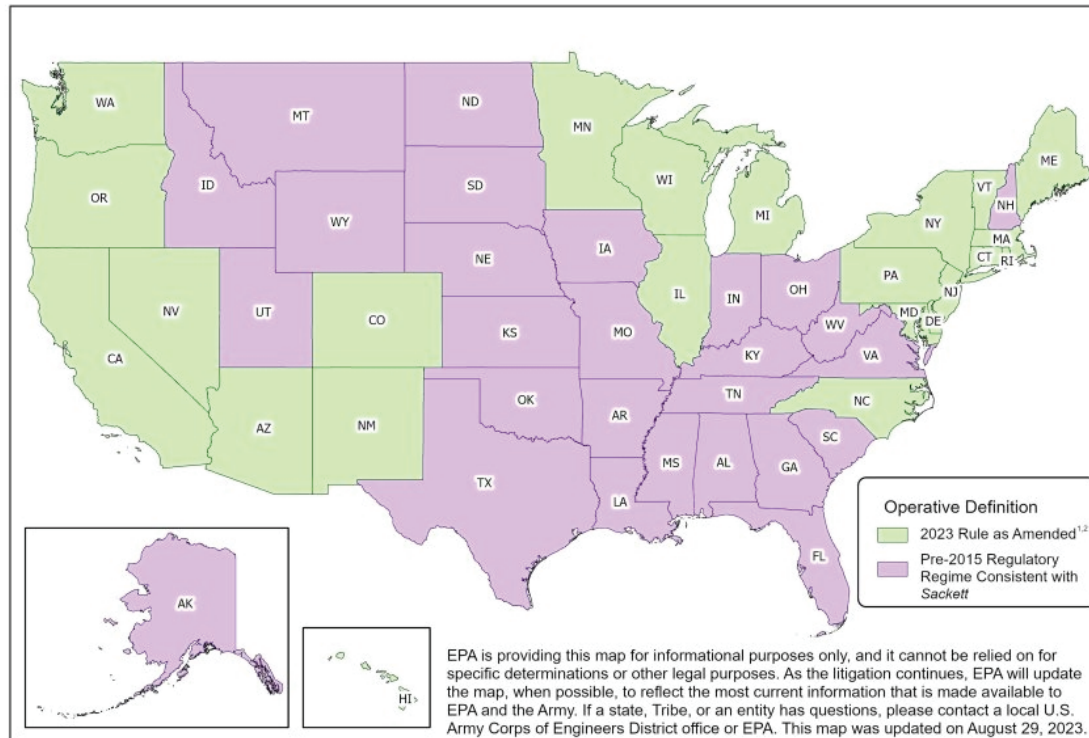 WA
MT
ND
MN
ME
OR
ID
SD
WI
VT
NH
WY
MI
NY
MA
CT
RI
NE
IA
PA
NJ
NV
UT
CO
IL
IN
OH
MD
DE
CA
KS
MO
WV
KY
VA
AZ
NM
OK
AR
TN
NC
SC
TX
MS
AL
GA
LA
FL
AK
HI
Operative Definition
2023 Rule as Amended1,2
Pre-2015 Regulatory
Regime Consistent with
Sackett
EPA is providing this map for informational purposes only, and it cannot be relied on for
specific determinations or other legal purposes. As the litigation continues, EPA will update
the map, when possible, to reflect the most current information that is made available to
EPA and the Army. If a state, Tribe, or an entity has questions, please contact a local U.S.
Army Corps of Engineers District office or EPA. This map was updated on August 29, 2023.